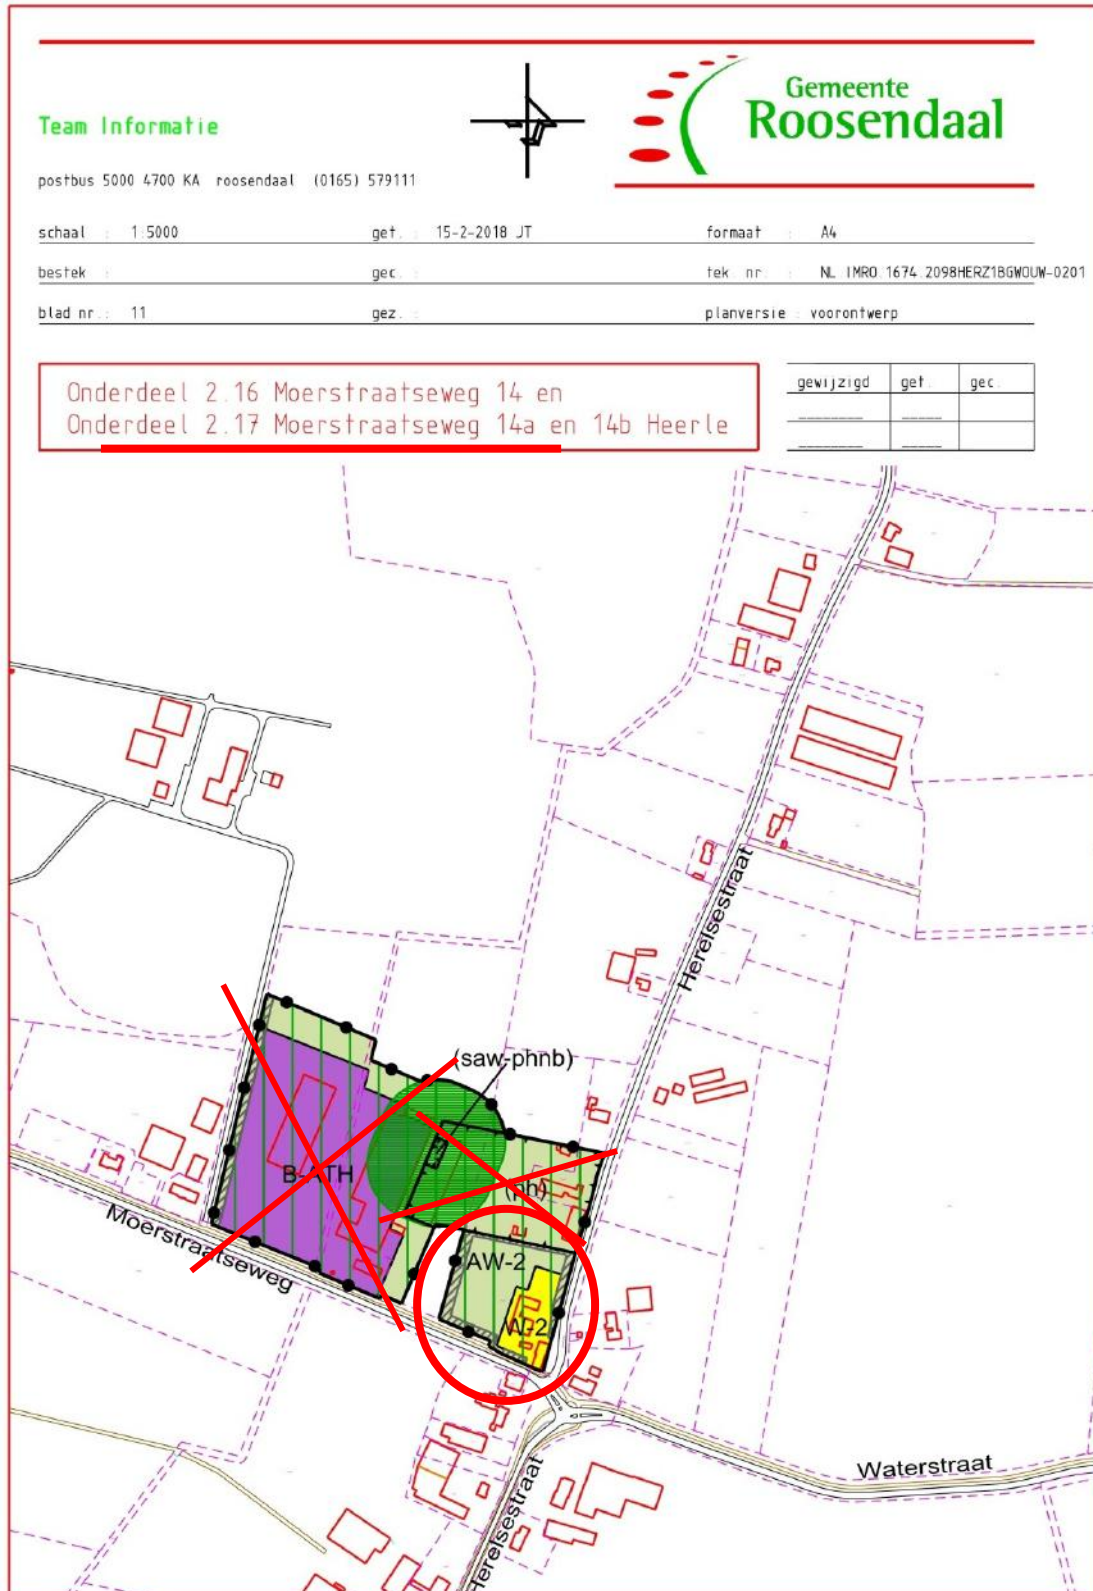 Team Informatie
Gemeente
Roosendaal
postbus 5000 4700 KA roosendaal (0165) 579111
schaal : 1:5000 get. : 15-2-2018 JT formaat : A4
bestek : gec. : tek. nr. : NL.IMRO.1674.2098HERZ1BGWOUW-0201
blad nr.: 11 gez. : planversie : voorontwerp
Onderdeel 2.16 Moerstraatseweg 14 en
Onderdeel 2.17 Moerstraatseweg 14a en 14b Heerle
gewijzigd get. gec.
Herelsestraat
(saw-phnb)
B-ATH
(ph)
Moerstraatseweg
AW-2
W-2
Waterstraat
Herelsestraat